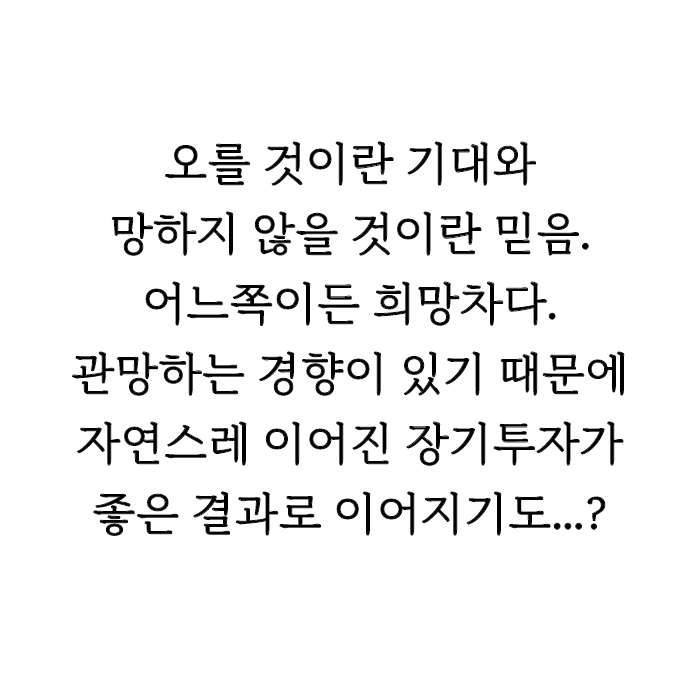 오를 것이란 기대와
망하지 않을 것이란 믿음.
어느쪽이든 희망차다.
관망하는 경향이 있기 때문에
자연스레 이어진 장기투자가
좋은 결과로 이어지기도...?